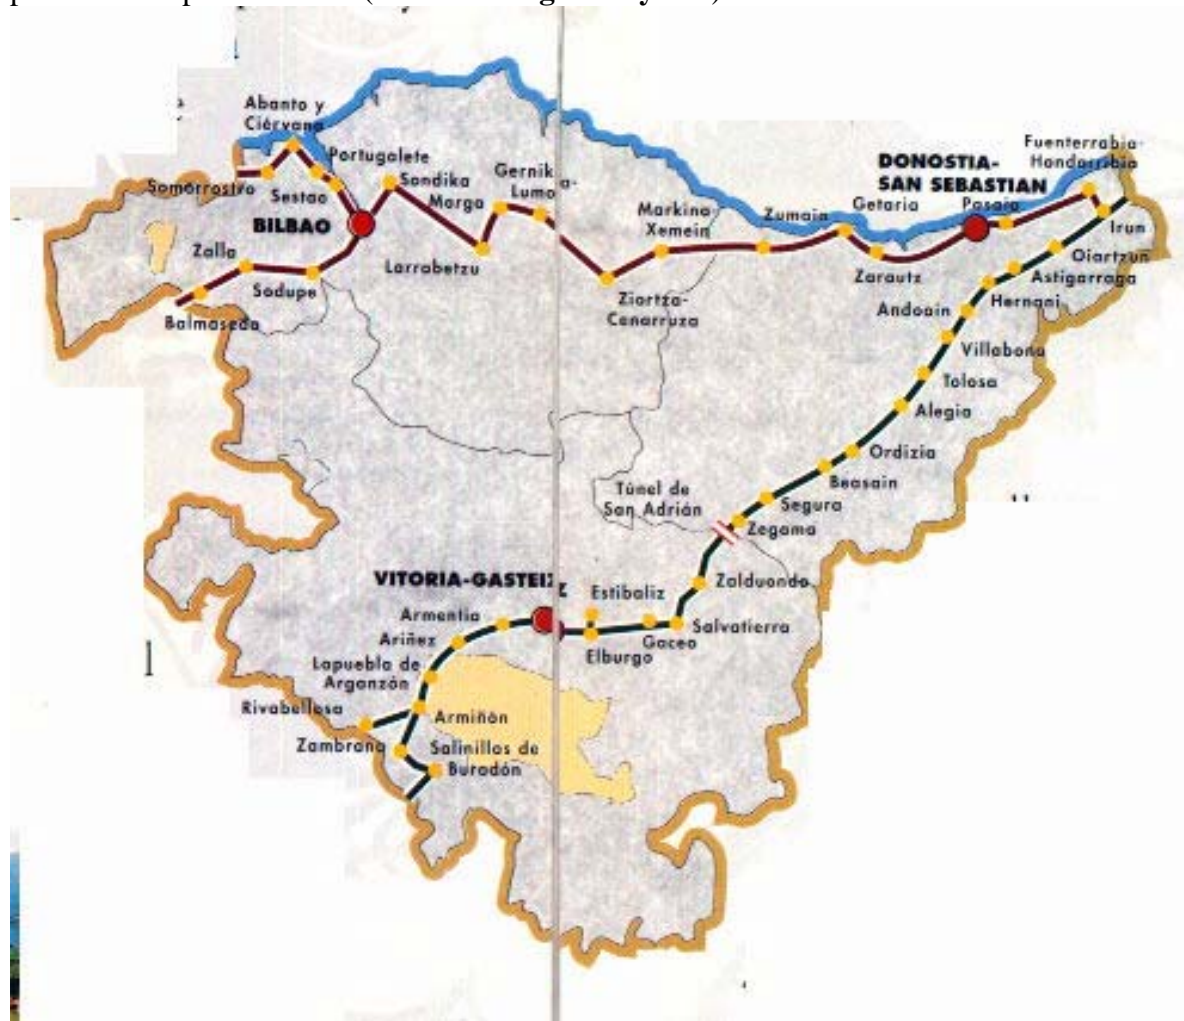 Abanto y
Ciérvana
Portugalete
Somorrostro
Sestao
Sondika
BILBAO
Zalla
Sodupe
Balmaseda
Morga
Larrabetzu
Gernika-
Lumo
Markina-
Xemein
Ziortza-
Cenarruza
Zumaia
Getaria
Zarautz
DONOSTIA-
SAN SEBASTIAN
Pasaia
Fuenterrabia-
Hondarribia
Irun
Oiartzun
Astigarraga
Hernani
Andoain
Villabona
Tolosa
Alegia
Ordizia
Beasain
Segura
Zegama
Túnel de
San Adrián
Zalduondo
Salvatierra
Gaceo
Estibaliz
Elburgo
VITORIA-GASTEIZ
Armentia
Ariñez
Lapuebla de
Arganzón
Rivabellosa
Armiñón
Zambrana
Salinillas de
Buradón